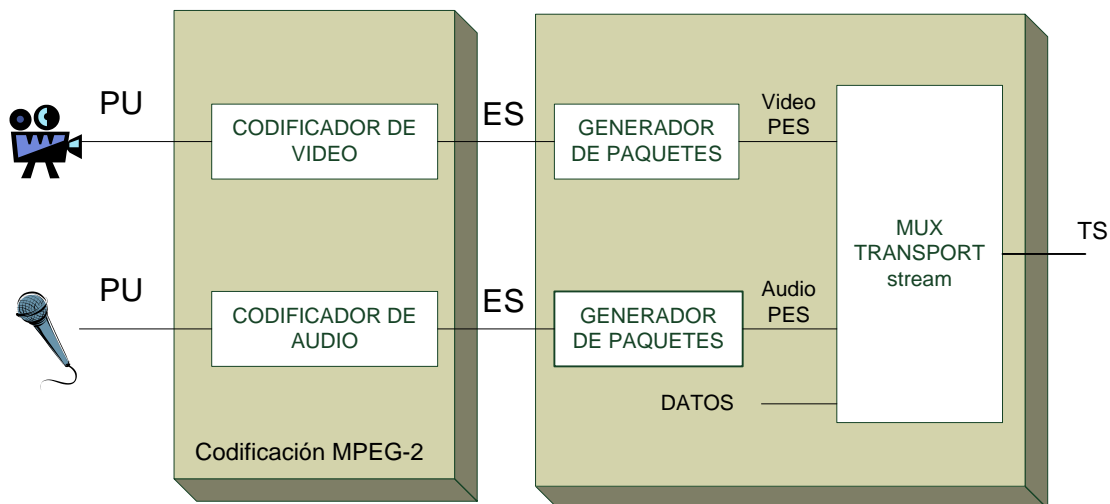 PU
CODIFICADOR DE
VIDEO
ES
GENERADOR
DE PAQUETES
Video
PES
MUX
TRANSPORT
stream
TS
PU
CODIFICADOR DE
AUDIO
ES
GENERADOR
DE PAQUETES
Audio
PES
DATOS
Codificación MPEG-2